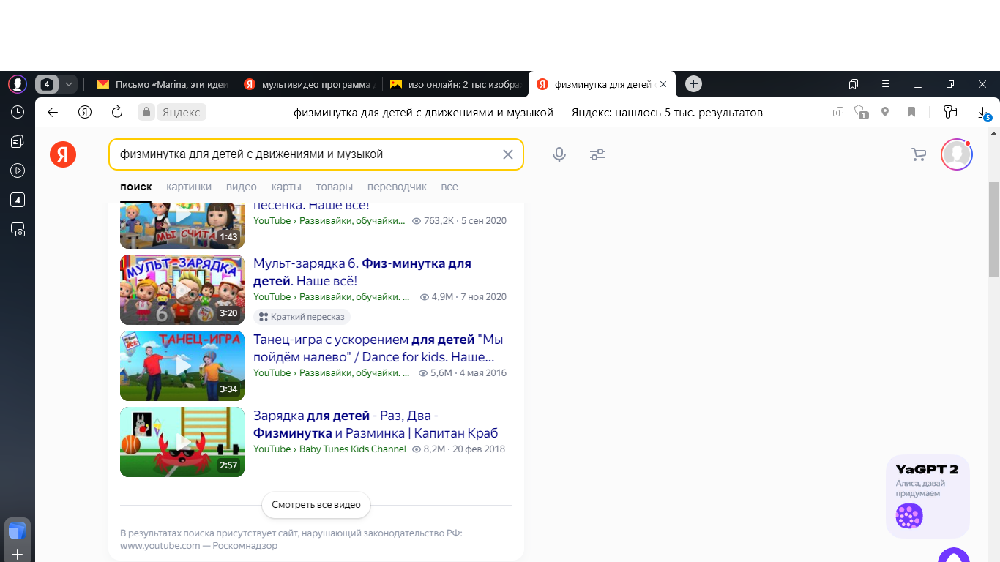 4
Письмо «Marina, эти идеи
Я
мультивидео программа
изо онлайн: 2 тыс изобра
Я
физминутка для детей
Я
Яндекс
физминутка для детей с движениями и музыкой — Яндекс: нашлось 5 тыс. результатов
1
5
4
Я
физминутка для детей с движениями и музыкой
поиск картинки видео карты товары переводчик все
МЫ СЧИТА
1:43
песенка. Наше всё!
YouTube › Развивайки, обучайки... 763,2K · 5 сен 2020
МУЛЬТ-ЗАРЯДКА
6
3:20
Мульт-зарядка 6. Физ-минутка для
детей. Наше всё!
YouTube › Развивайки, обучайки. ... 4,9M · 7 ноя 2020
Краткий пересказ
ТАНЕЦ-ИГРА
3:34
Танец-игра с ускорением для детей "Мы
пойдём налево" / Dance for kids. Наше...
YouTube › Развивайки, обучайки. ... 5,6M · 4 мая 2016
2:57
Зарядка для детей - Раз, Два -
Физминутка и Разминка | Капитан Краб
YouTube › Baby Tunes Kids Channel 8,2M · 20 фев 2018
Смотреть все видео
В результатах поиска присутствует сайт, нарушающий законодательство РФ:
www.youtube.com — Роскомнадзор
YaGPT 2
Алиса, давай
придумаем